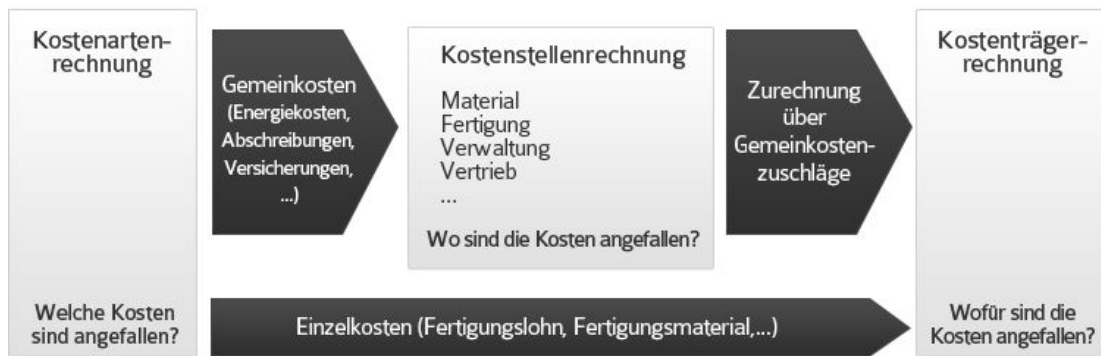 Kostenarten-
rechnung
Welche Kosten
sind angefallen?
Gemeinkosten
(Energiekosten,
Abschreibungen,
Versicherungen,
...)
Kostenstellenrechnung
Material
Fertigung
Verwaltung
Vertrieb
...
Wo sind die Kosten angefallen?
Zurechnung
über
Gemeinkosten-
zuschläge
Einzelkosten (Fertigungslohn, Fertigungsmaterial,...)
Kostenträger-
rechnung
Wofür sind die
Kosten angefallen?